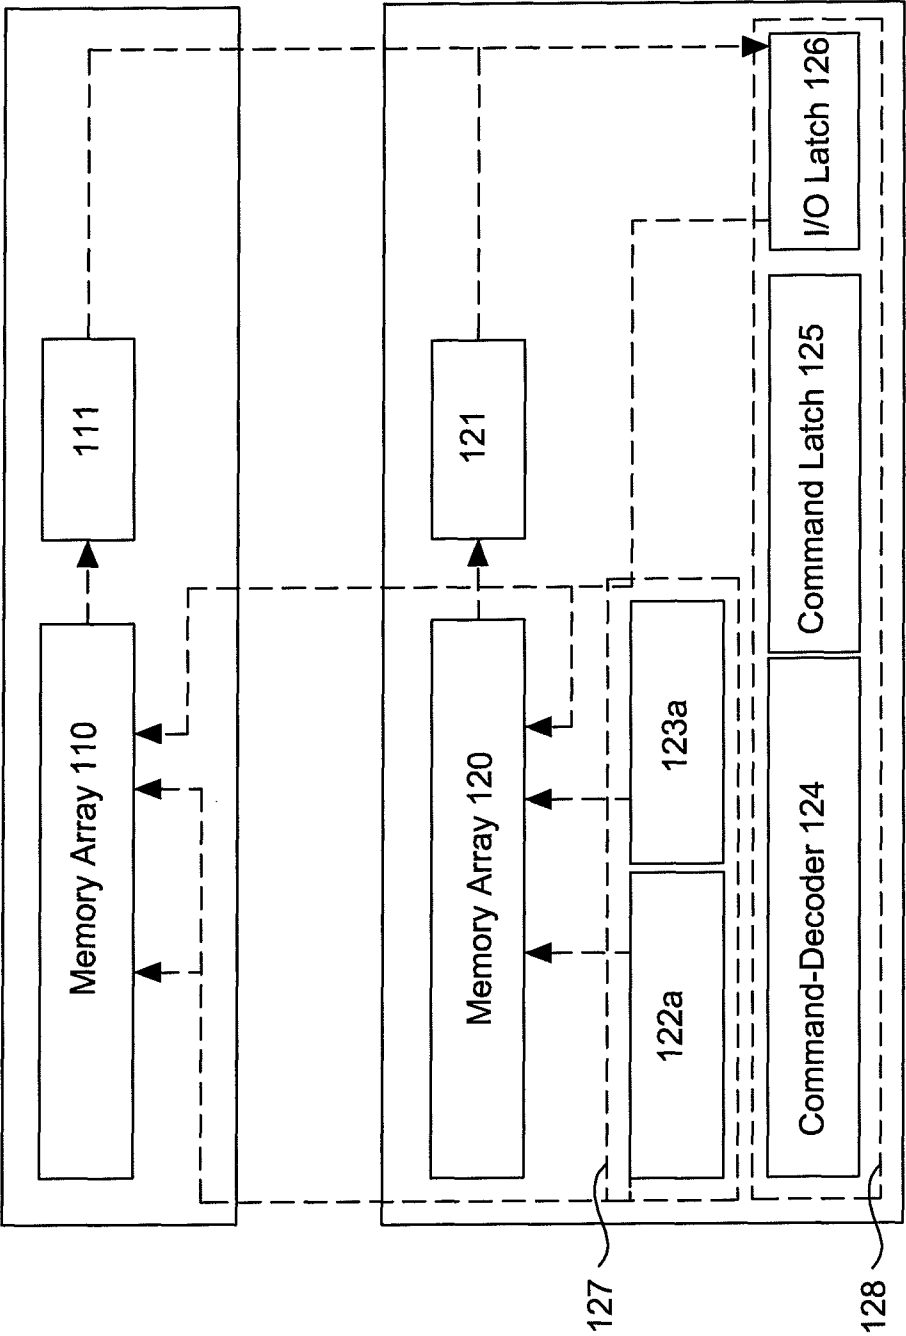 Memory Array 110
111
Memory Array 120
121
122a
123a
Command-Decoder 124
Command Latch 125
I/O Latch 126
127
128